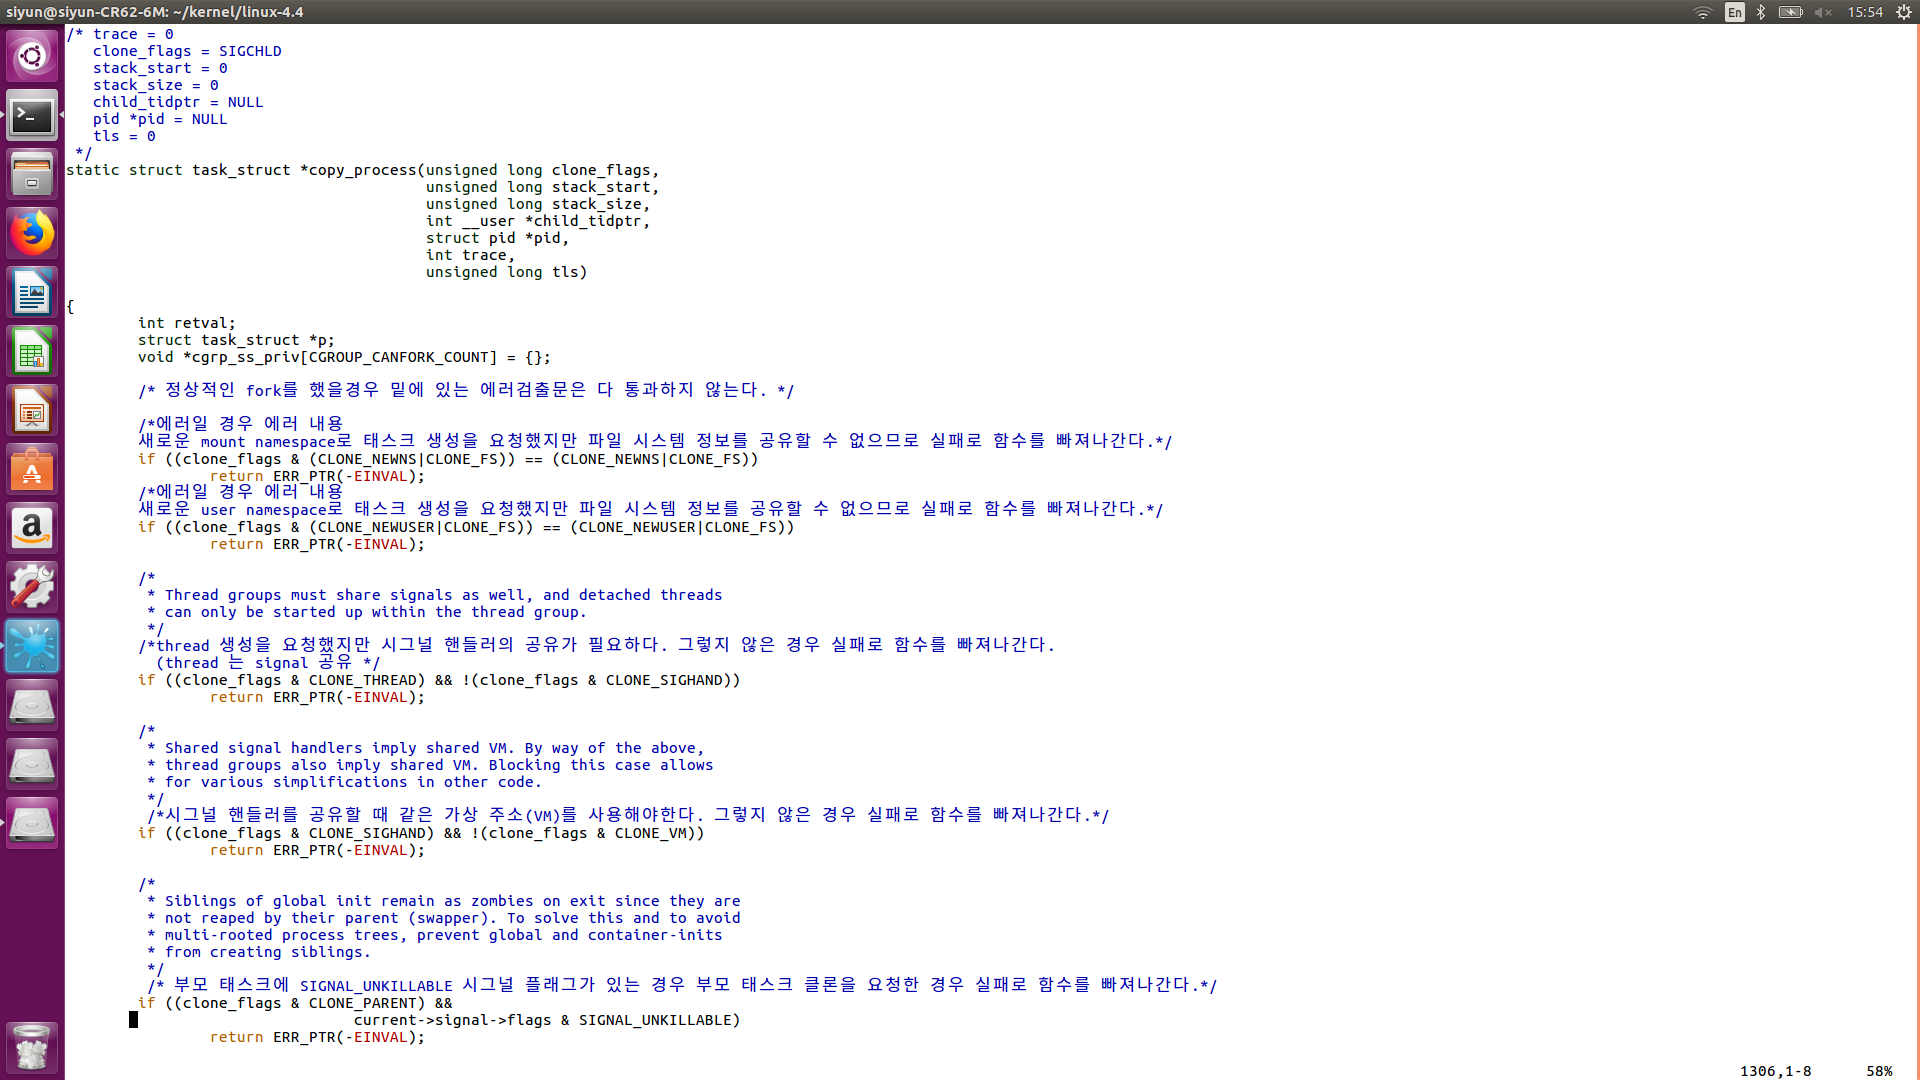 siyun@siyun-CR62-6M: ~/kernel/linux-4.4
En
15:54
/* trace = 0
clone_flags = SIGCHLD
stack_start = 0
stack_size = 0
child_tidptr = NULL
pid *pid = NULL
tls = 0
*/
static struct task_struct *copy_process(unsigned long clone_flags,
unsigned long stack_start,
unsigned long stack_size,
int __user *child_tidptr,
struct pid *pid,
int trace,
unsigned long tls)
{
int retval;
struct task_struct *p;
void *cgrp_ss_priv[CGROUP_CANFORK_COUNT] = {};
/* 정상적인 fork를 했을경우 밑에 있는 에러검출문은 다 통과하지 않는다. */
/*에러일 경우 에러 내용
새로운 mount namespace로 태스크 생성을 요청했지만 파일 시스템 정보를 공유할 수 없으므로 실패로 함수를 빠져나간다.*/
if ((clone_flags & (CLONE_NEWNS|CLONE_FS)) == (CLONE_NEWNS|CLONE_FS))
return ERR_PTR(-EINVAL);
/*에러일 경우 에러 내용
새로운 user namespace로 태스크 생성을 요청했지만 파일 시스템 정보를 공유할 수 없으므로 실패로 함수를 빠져나간다.*/
if ((clone_flags & (CLONE_NEWUSER|CLONE_FS)) == (CLONE_NEWUSER|CLONE_FS))
return ERR_PTR(-EINVAL);
/*
* Thread groups must share signals as well, and detached threads
* can only be started up within the thread group.
*/
/*thread 생성을 요청했지만 시그널 핸들러의 공유가 필요하다. 그렇지 않은 경우 실패로 함수를 빠져나간다.
(thread 는 signal 공유 */
if ((clone_flags & CLONE_THREAD) && !(clone_flags & CLONE_SIGHAND))
return ERR_PTR(-EINVAL);
/*
* Shared signal handlers imply shared VM. By way of the above,
* thread groups also imply shared VM. Blocking this case allows
* for various simplifications in other code.
*/
/*시그널 핸들러를 공유할 때 같은 가상 주소(VM)를 사용해야한다. 그렇지 않은 경우 실패로 함수를 빠져나간다.*/
if ((clone_flags & CLONE_SIGHAND) && !(clone_flags & CLONE_VM))
return ERR_PTR(-EINVAL);
/*
* Siblings of global init remain as zombies on exit since they are
* not reaped by their parent (swapper). To solve this and to avoid
* multi-rooted process trees, prevent global and container-inits
* from creating siblings.
*/
/* 부모 태스크에 SIGNAL_UNKILLABLE 시그널 플래그가 있는 경우 부모 태스크 클론을 요청한 경우 실패로 함수를 빠져나간다.*/
if ((clone_flags & CLONE_PARENT) &&
current->signal->flags & SIGNAL_UNKILLABLE)
return ERR_PTR(-EINVAL);
1306,1-8 58%